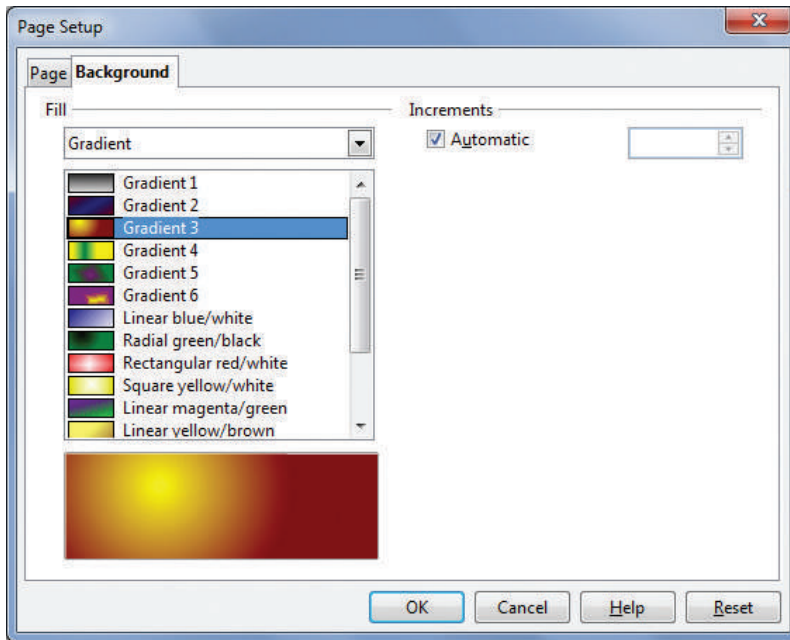 Page Setup
Page Background
Fill
Increments
Gradient
Automatic
Gradient 1
Gradient 2
Gradient 3
Gradient 4
Gradient 5
Gradient 6
Linear blue/white
Radial green/black
Rectangular red/white
Square yellow/white
Linear magenta/green
Linear yellow/brown
OK Cancel Help Reset